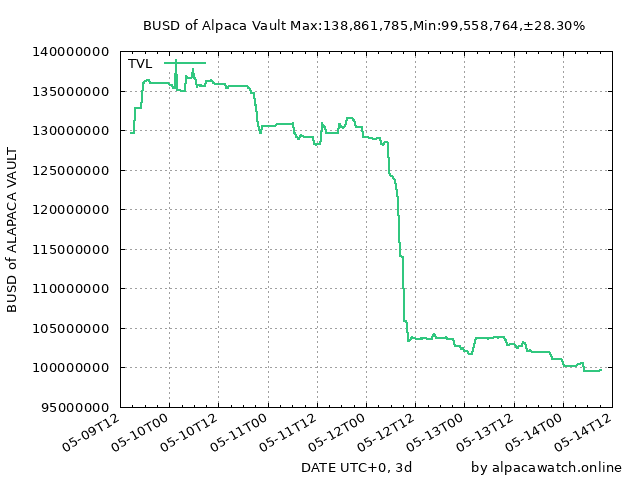 BUSD of Alpaca Vault Max:138,861,785,Min:99,558,764,±28.30%
TVL
BUSD of ALAPACA VAULT
140000000
135000000
130000000
125000000
120000000
115000000
110000000
105000000
100000000
95000000
05-09T12
05-10T00
05-10T12
05-11T00
05-11T12
05-12T00
05-12T12
05-13T00
05-13T12
05-14T00
05-14T12
DATE UTC+0, 3d
by alpacawatch.online